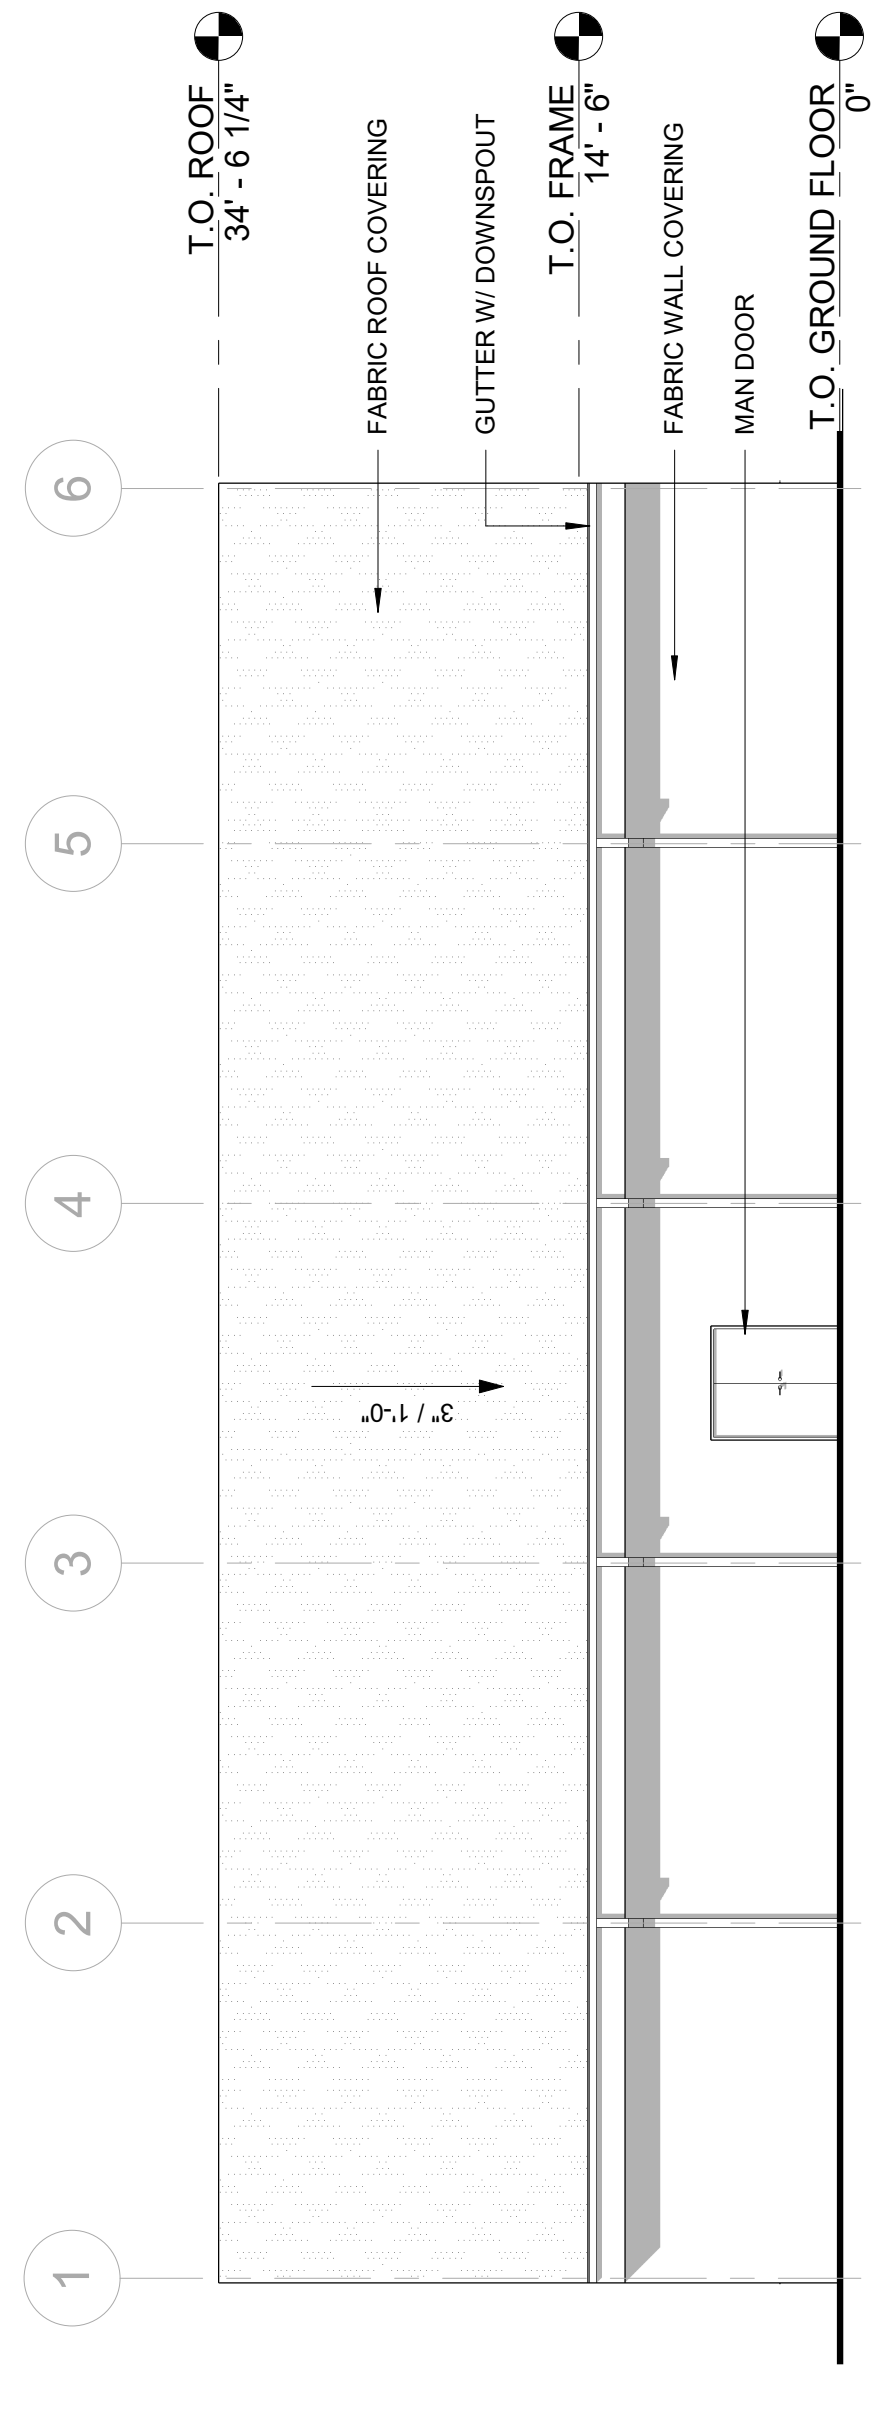 1
2
3
4
5
6
T.O. ROOF
34' - 6 1/4"
FABRIC ROOF COVERING
GUTTER W/ DOWNSPOUT
T.O. FRAME
14' - 6"
FABRIC WALL COVERING
MAN DOOR
T.O. GROUND FLOOR
0"
3" / 1'-0"